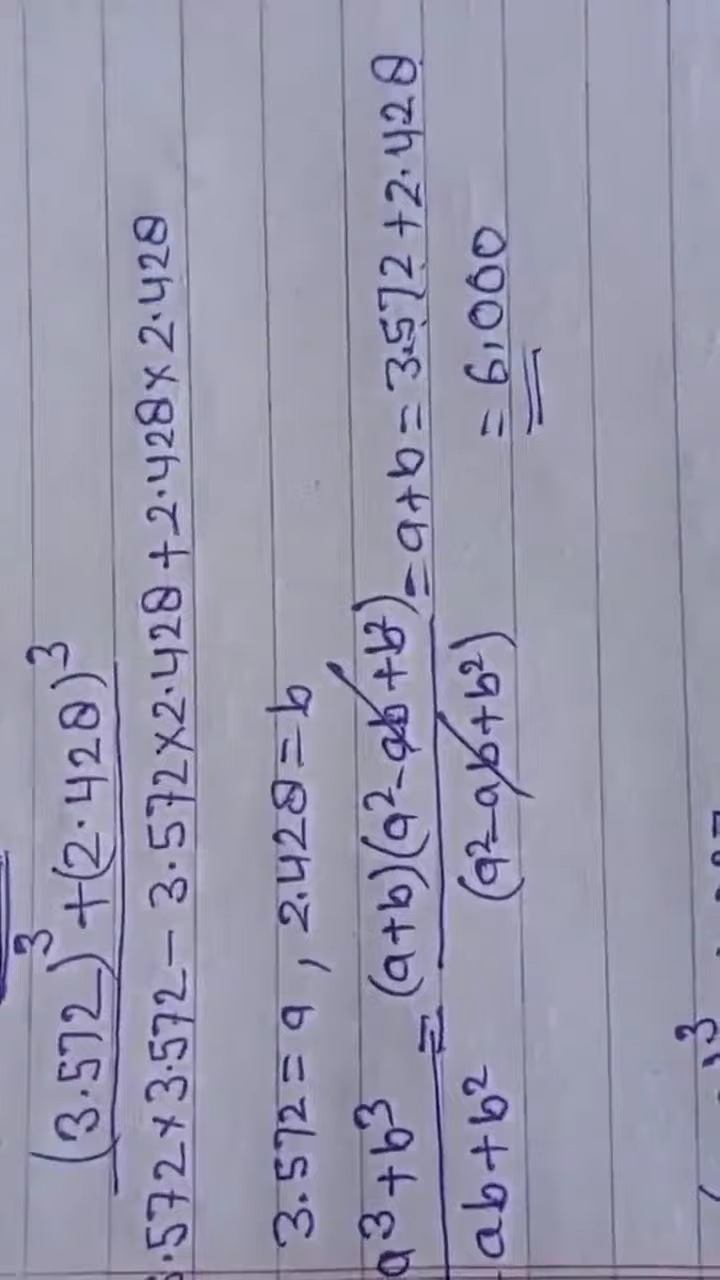 (3.572)³ + (2.428)³
.572×3.572 - 3.572×2.428 + 2.428×2.428
3.572 = a , 2.428 = b
a³ + b³ = (a+b)(a² - ab + b²) = a+b = 3.572 + 2.428
ab + b² (a² - ab + b²) = 6,000